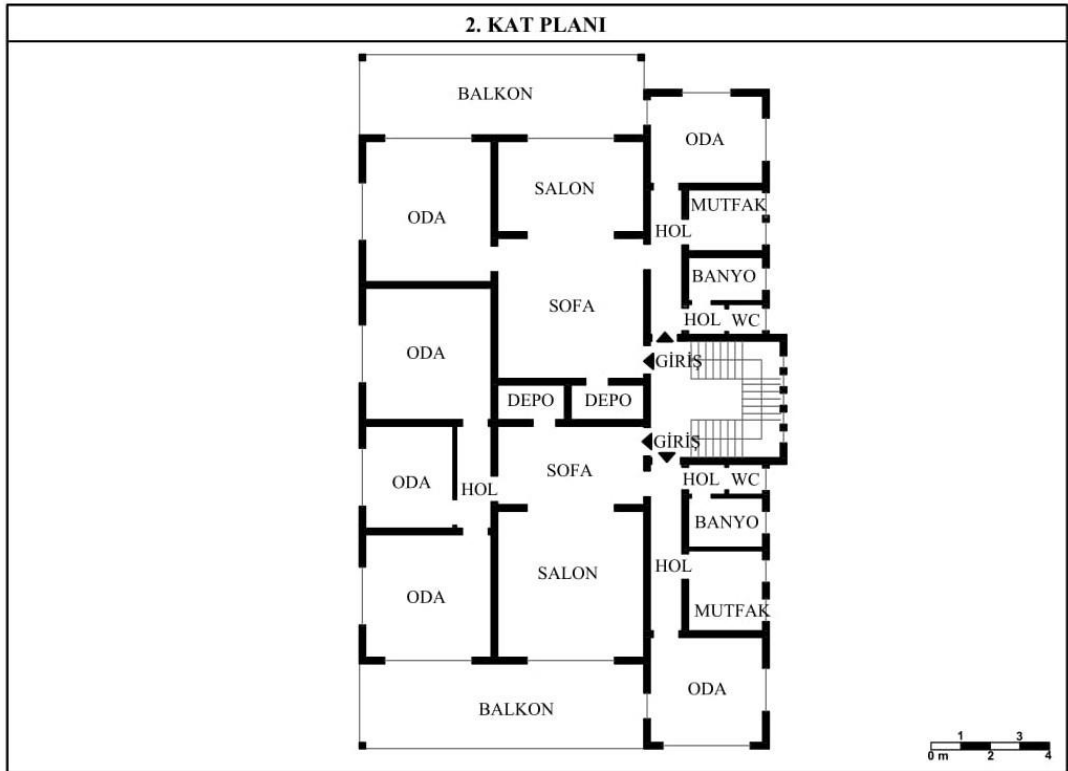 2. KAT PLANI
BALKON
ODA
SALON
ODA
MUTFAK
HOL
BANYO
SOFA
HOL WC
ODA
GİRİŞ
DEPO
DEPO
GİRİŞ
SOFA
ODA
HOL
HOL WC
BANYO
HOL
SALON
ODA
MUTFAK
ODA
BALKON
1 3
0 m 2 4